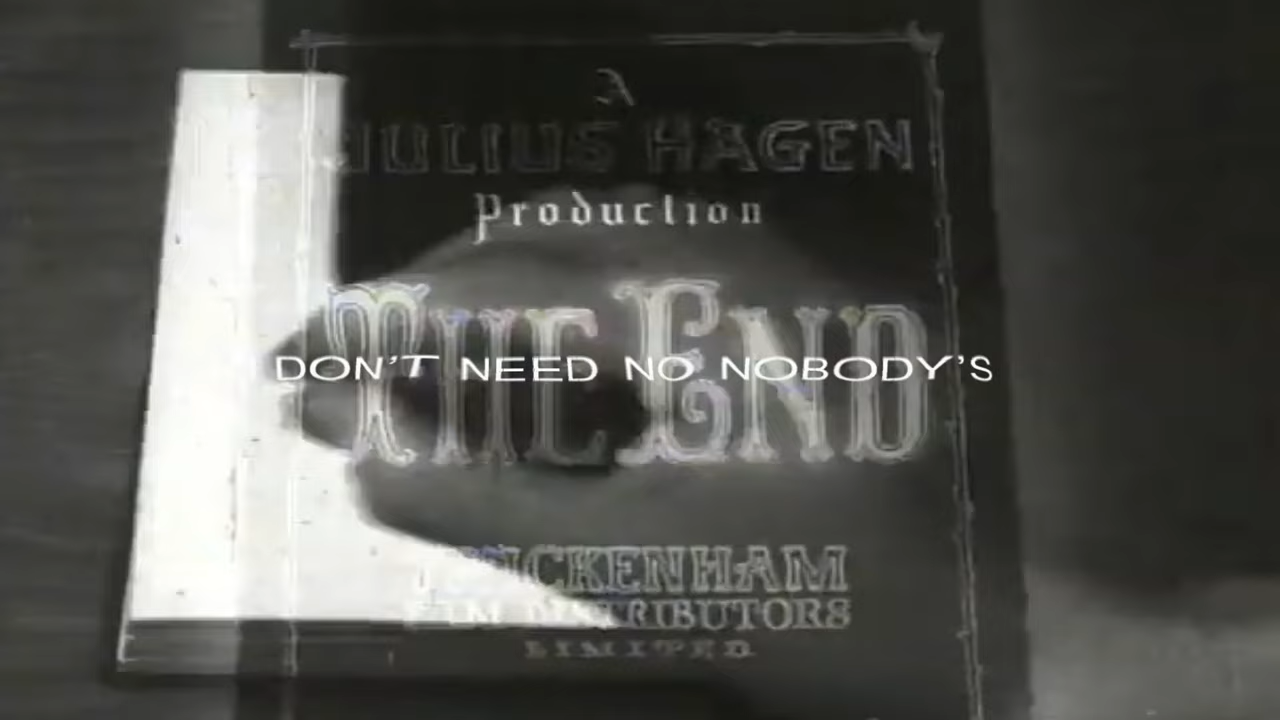 A
JULIUS HAGEN
Production
THE END
DON'T NEED NO NOBODY'S
TWICKENHAM
FILM DISTRIBUTORS
LIMITED